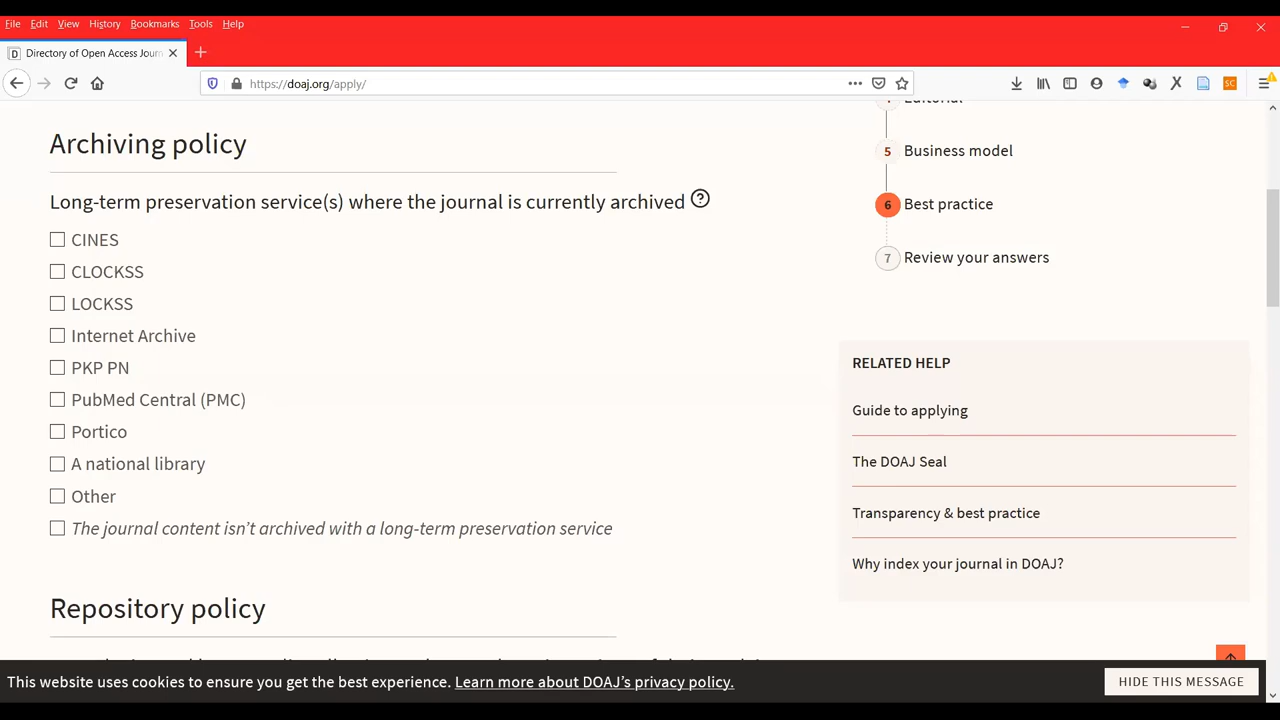 File Edit View History Bookmarks Tools Help
D Directory of Open Access Journ
https://doaj.org/apply/
SC
Archiving policy
Long-term preservation service(s) where the journal is currently archived ?
CINES
CLOCKSS
LOCKSS
Internet Archive
PKP PN
PubMed Central (PMC)
Portico
A national library
Other
The journal content isn't archived with a long-term preservation service
Repository policy
Editorial
5 Business model
6 Best practice
7 Review your answers
RELATED HELP
Guide to applying
The DOAJ Seal
Transparency & best practice
Why index your journal in DOAJ?
This website uses cookies to ensure you get the best experience. Learn more about DOAJ's privacy policy.
HIDE THIS MESSAGE